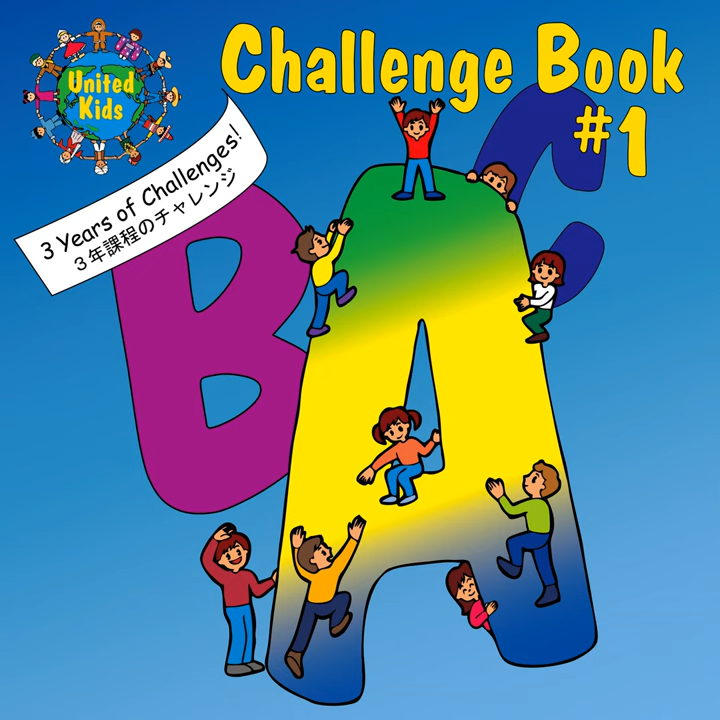 United
Kids
Challenge Book
#1
3 Years of Challenges!
3年課程のチャレンジ
B
A
C